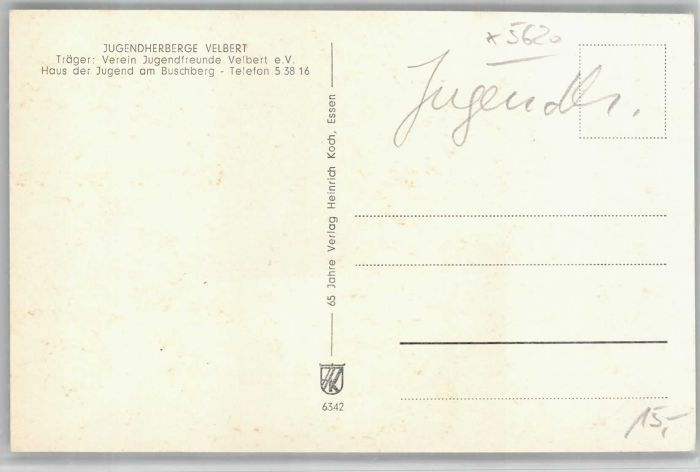 JUGENDHERBERGE VELBERT
Träger: Verein Jugendfreunde Velbert e.V.
Haus der Jugend am Buschberg - Telefon 5 38 16
65 Jahre Verlag Heinrich Koch, Essen
HK
6342
*5620
Jugendh.
15,-